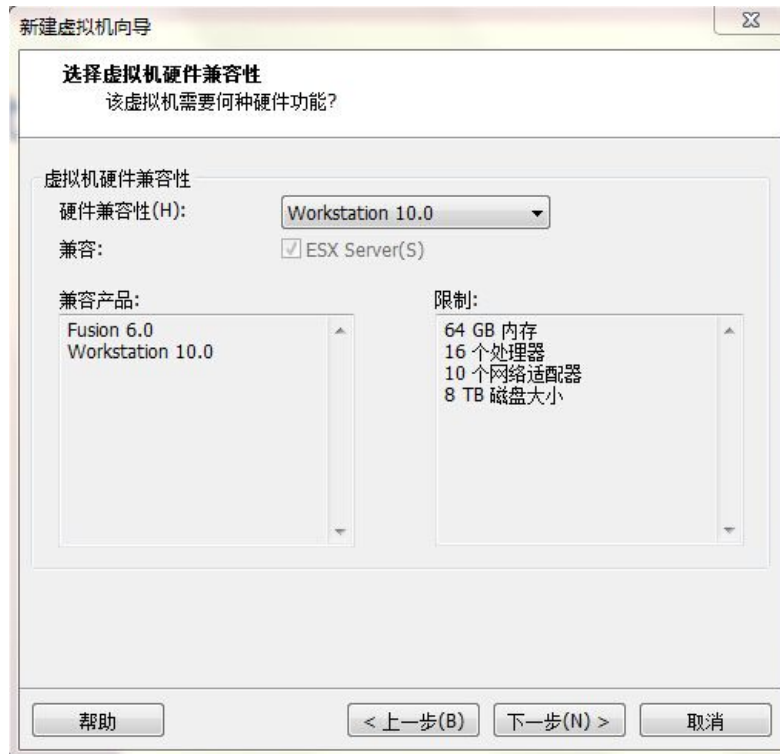 新建虚拟机向导
选择虚拟机硬件兼容性
该虚拟机需要何种硬件功能?
虚拟机硬件兼容性
硬件兼容性(H): Workstation 10.0
兼容: ESX Server(S)
兼容产品:
Fusion 6.0
Workstation 10.0
限制:
64 GB 内存
16 个处理器
10 个网络适配器
8 TB 磁盘大小
帮助 < 上一步(B) 下一步(N) > 取消